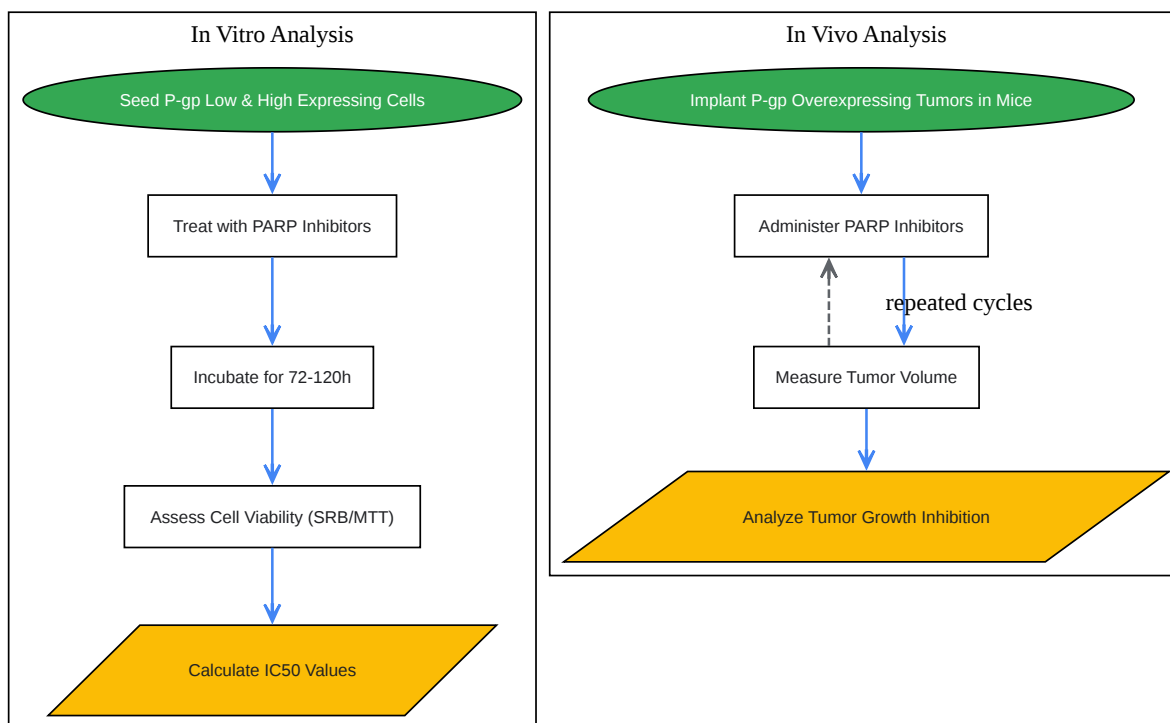 In Vitro Analysis
Seed P-gp Low & High Expressing Cells
Treat with PARP Inhibitors
Incubate for 72-120h
Assess Cell Viability (SRB/MTT)
Calculate IC50 Values
In Vivo Analysis
Implant P-gp Overexpressing Tumors in Mice
Administer PARP Inhibitors
repeated cycles
Measure Tumor Volume
Analyze Tumor Growth Inhibition